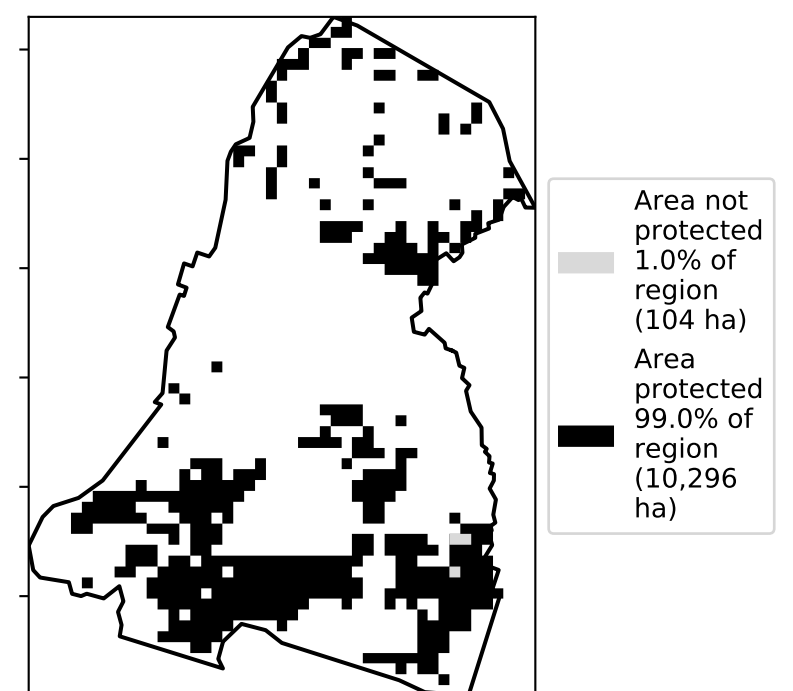 Area not
protected
1.0% of
region
(104 ha)
Area
protected
99.0% of
region
(10,296
ha)